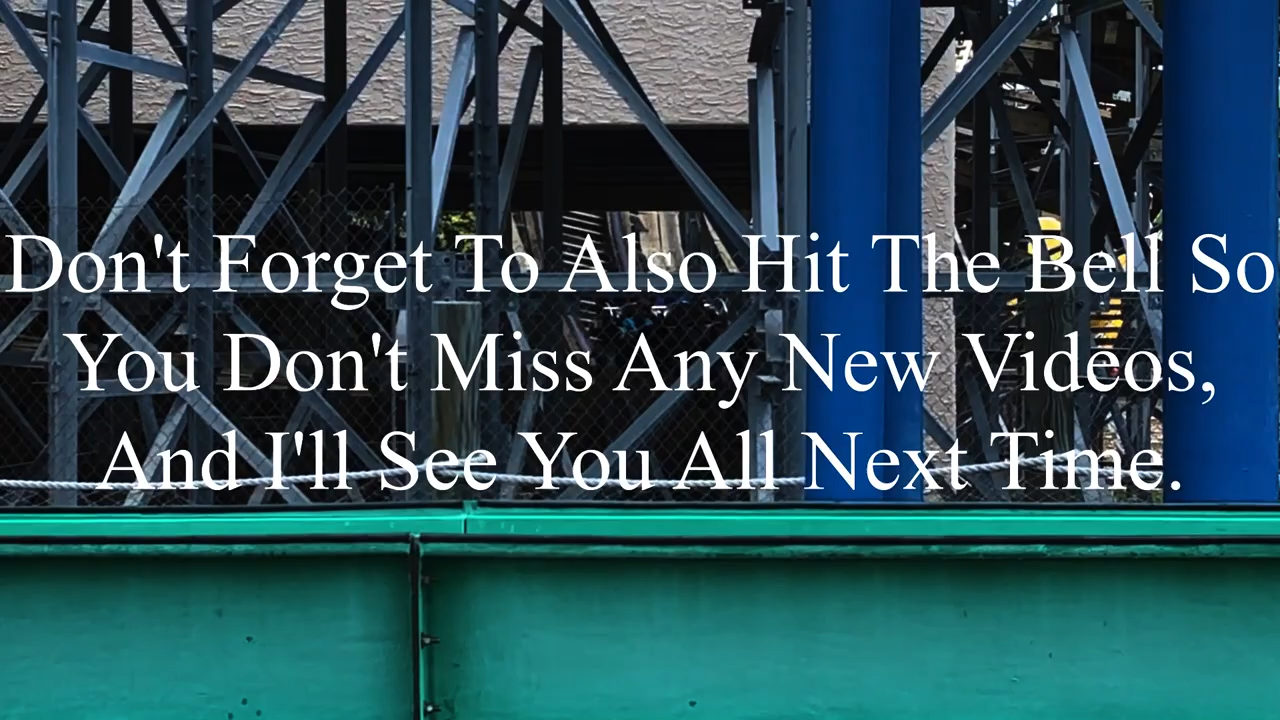 Don't Forget To Also Hit The Bell So
You Don't Miss Any New Videos,
And I'll See You All Next Time.